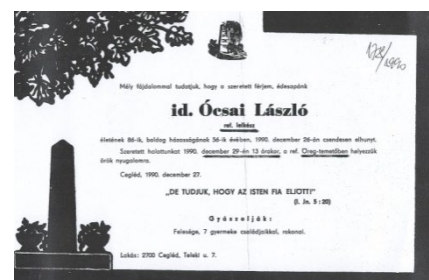 Mély fájdalommal tudatjuk, hogy a szeretett férjem, édesapánk
id. Ócsai László
ref. lelkész
életének 86-ik, boldog házasságának 56-ik évében, 1990. december 26-án csendesen elhunyt.
Szeretett halottunkat 1990. december 29-én 13 órakor, a ref. Öreg-temetőben helyezzük
örök nyugalomra.
Cegléd, 1990. december 27.
„DE TUDJUK, HOGY AZ ISTEN FIA ELJÖTT!"
(I. Jn. 5:20)
Gyászolják:
Felesége, 7 gyermeke családjaikkal, rokonai.
Lakás: 2700 Cegléd, Teleki u. 7.